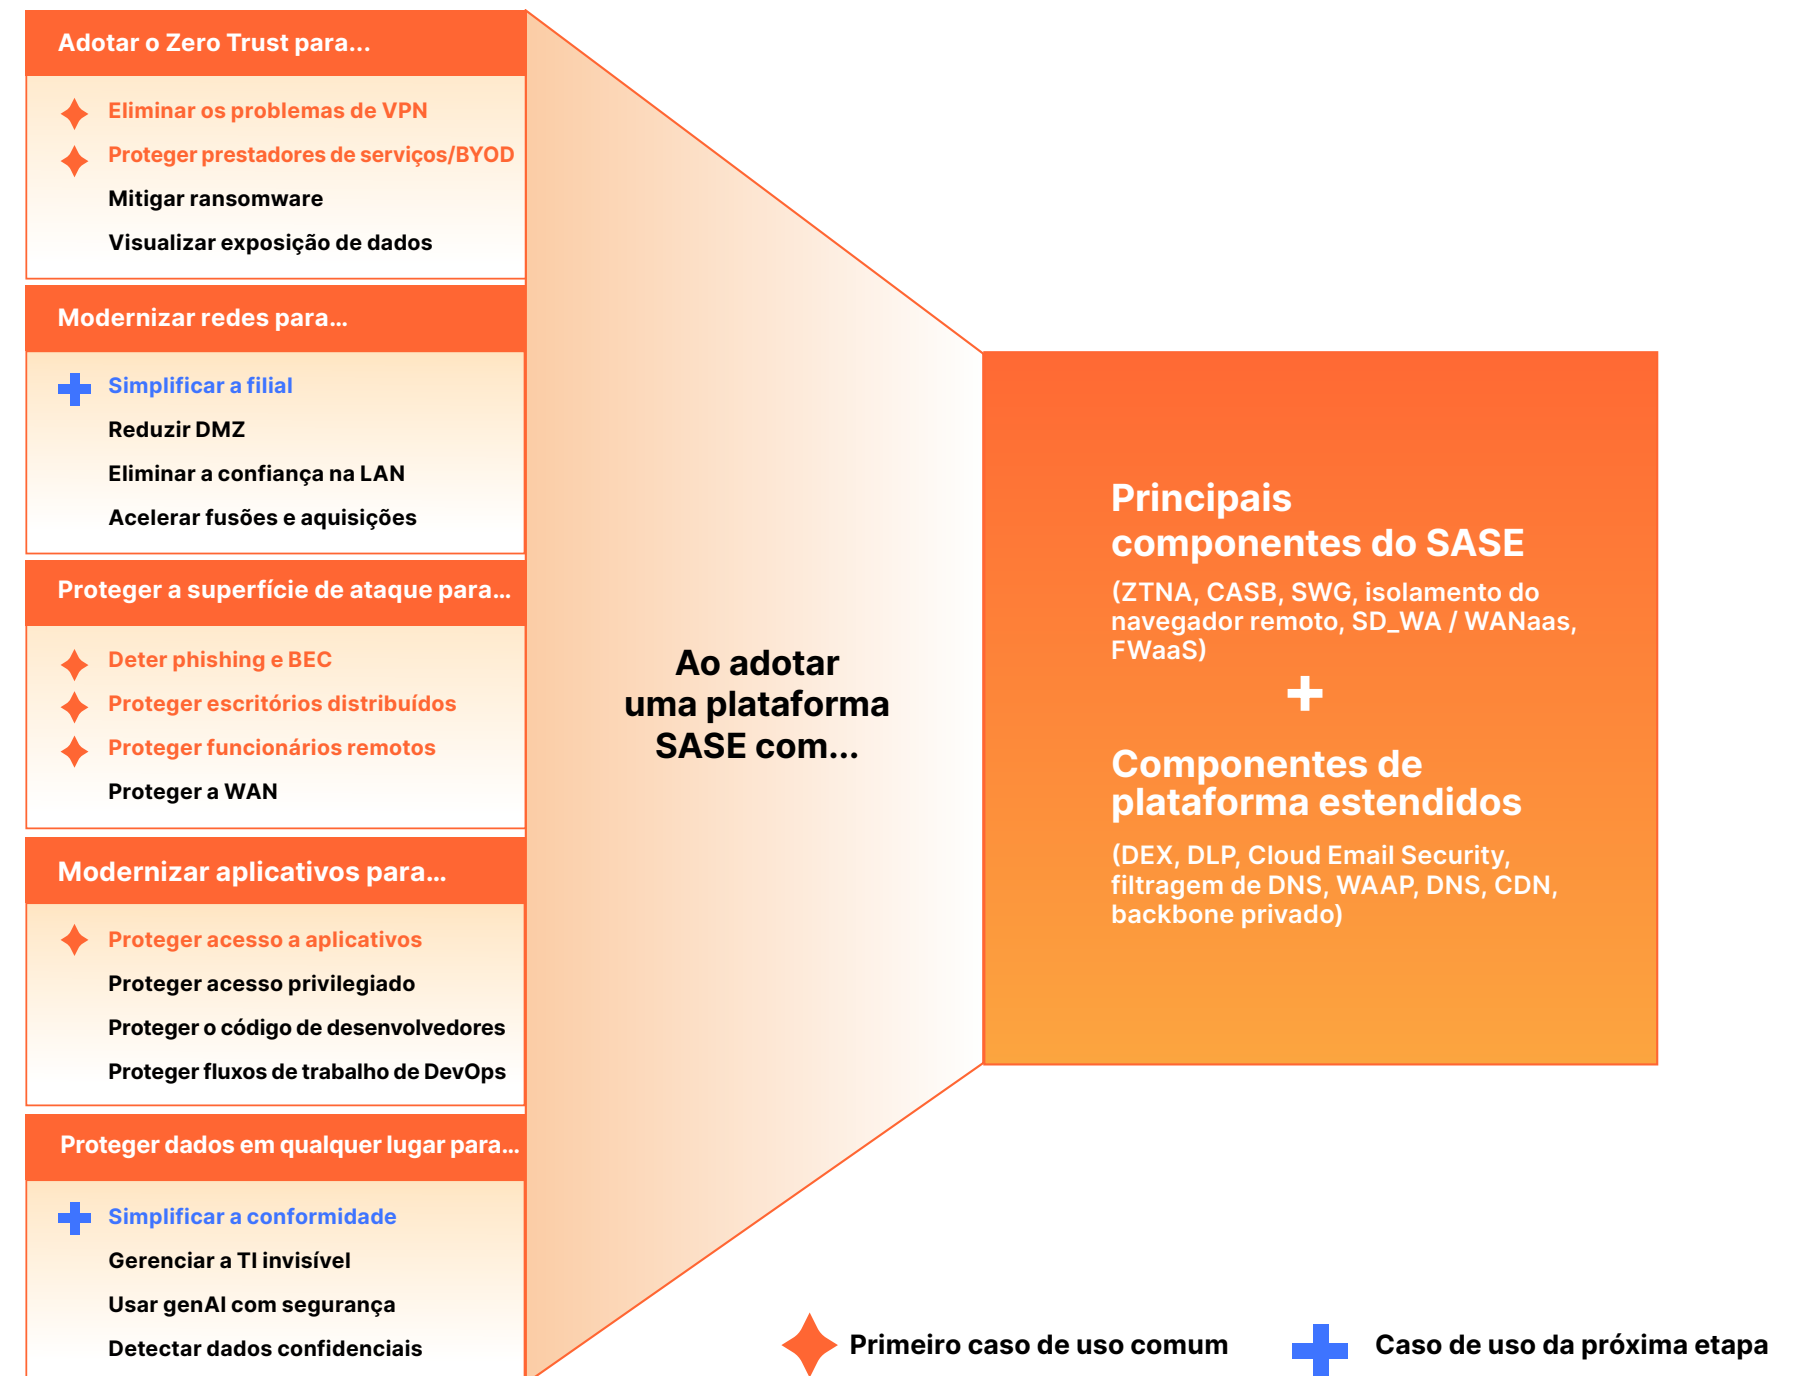 Adotar o Zero Trust para...
Eliminar os problemas de VPN
Proteger prestadores de serviços/BYOD
Mitigar ransomware
Visualizar exposição de dados
Modernizar redes para...
Simplificar a filial
Reduzir DMZ
Eliminar a confiança na LAN
Acelerar fusões e aquisições
Proteger a superfície de ataque para...
Deter phishing e BEC
Proteger escritórios distribuídos
Proteger funcionários remotos
Proteger a WAN
Modernizar aplicativos para...
Proteger acesso a aplicativos
Proteger acesso privilegiado
Proteger o código de desenvolvedores
Proteger fluxos de trabalho de DevOps
Proteger dados em qualquer lugar para...
Simplificar a conformidade
Gerenciar a TI invisível
Usar genAI com segurança
Detectar dados confidenciais
Ao adotar
uma plataforma
SASE com...
Principais
componentes do SASE
(ZTNA, CASB, SWG, isolamento do
navegador remoto, SD_WA / WANaas,
FWaaS)
+
Componentes de
plataforma estendidos
(DEX, DLP, Cloud Email Security,
filtragem de DNS, WAAP, DNS, CDN,
backbone privado)
Primeiro caso de uso comum
Caso de uso da próxima etapa